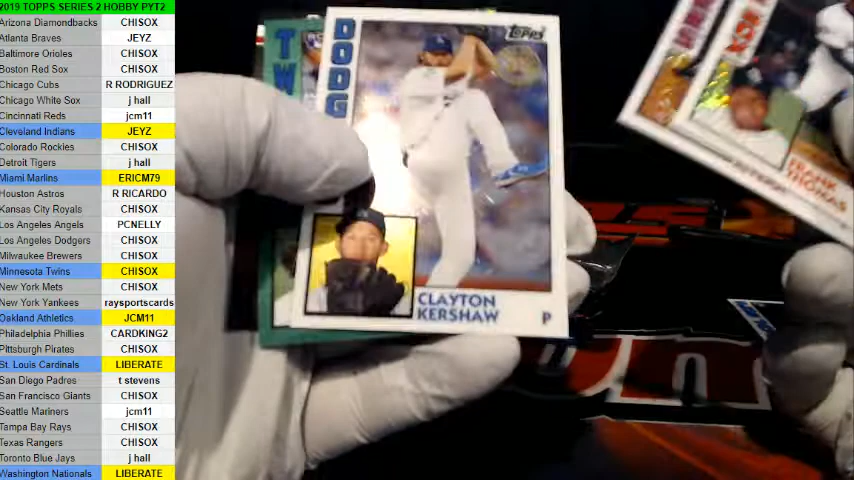 2019 TOPPS SERIES 2 HOBBY PYT2
Arizona Diamondbacks CHISOX
Atlanta Braves JEYZ
Baltimore Orioles CHISOX
Boston Red Sox CHISOX
Chicago Cubs R RODRIGUEZ
Chicago White Sox j hall
Cincinnati Reds jcm11
Cleveland Indians JEYZ
Colorado Rockies CHISOX
Detroit Tigers j hall
Miami Marlins ERICM79
Houston Astros R RICARDO
Kansas City Royals CHISOX
Los Angeles Angels PCNELLY
Los Angeles Dodgers CHISOX
Milwaukee Brewers CHISOX
Minnesota Twins CHISOX
New York Mets CHISOX
New York Yankees raysportscards
Oakland Athletics JCM11
Philadelphia Phillies CARDKING2
Pittsburgh Pirates CHISOX
St. Louis Cardinals LIBERATE
San Diego Padres t stevens
San Francisco Giants CHISOX
Seattle Mariners jcm11
Tampa Bay Rays CHISOX
Texas Rangers CHISOX
Toronto Blue Jays j hall
Washington Nationals LIBERATE
TW
DODG
Topps
CLAYTON
KERSHAW
P
FRANK
THOMAS